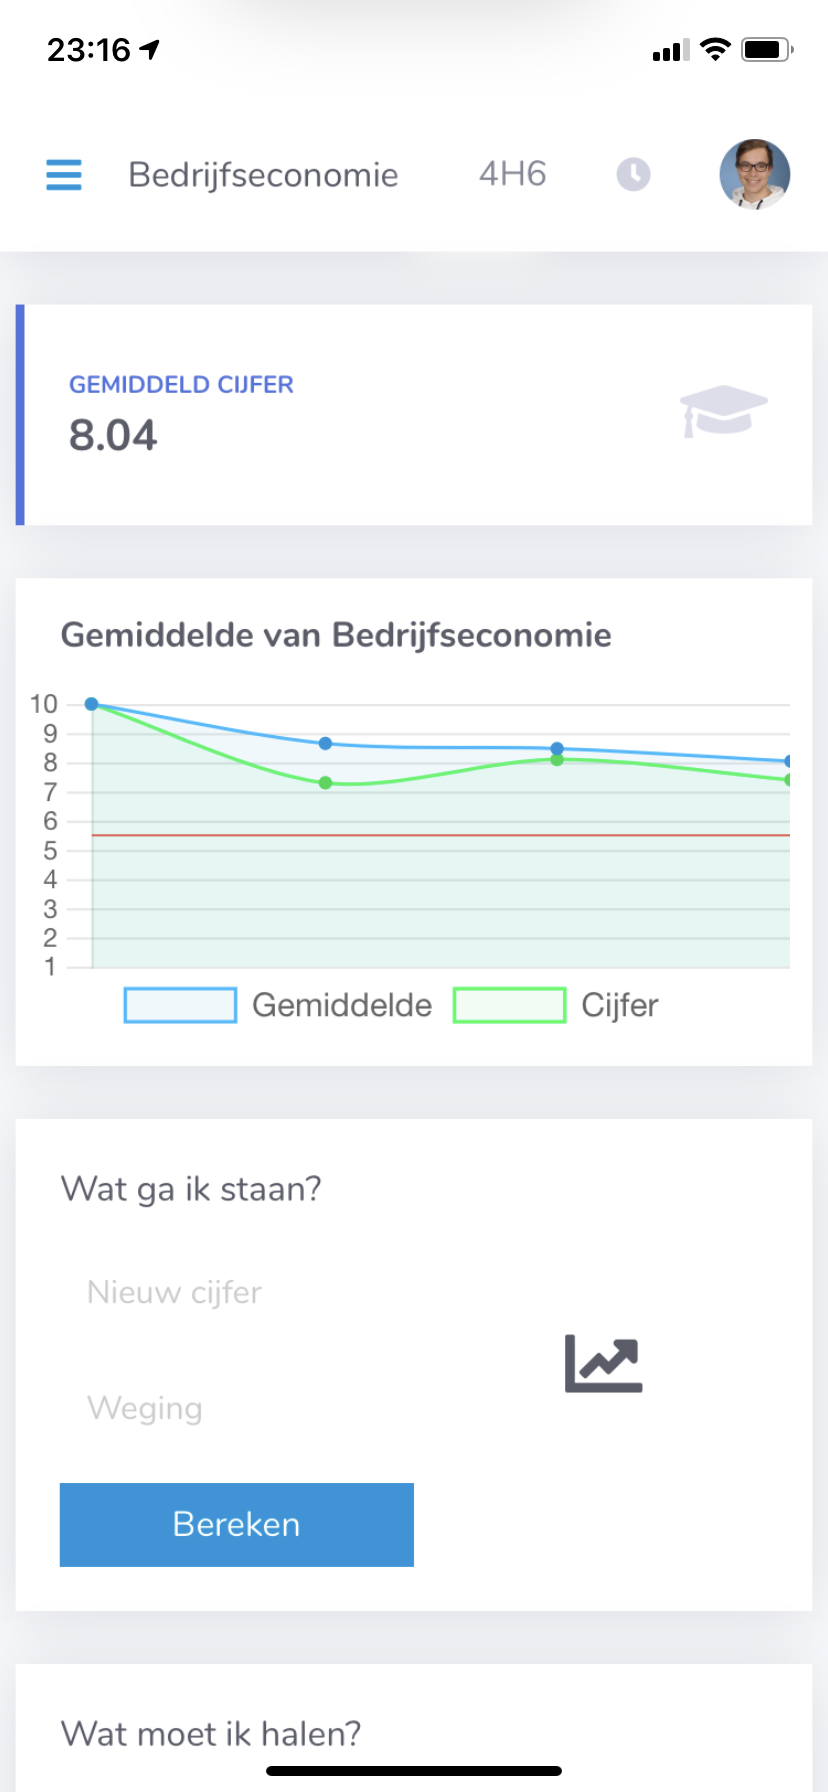 23:16
Bedrijfseconomie 4H6
GEMIDDELD CIJFER
8.04
Gemiddelde van Bedrijfseconomie
10
9
8
7
6
5
4
3
2
1
Gemiddelde Cijfer
Wat ga ik staan?
Nieuw cijfer
Weging
Bereken
Wat moet ik halen?